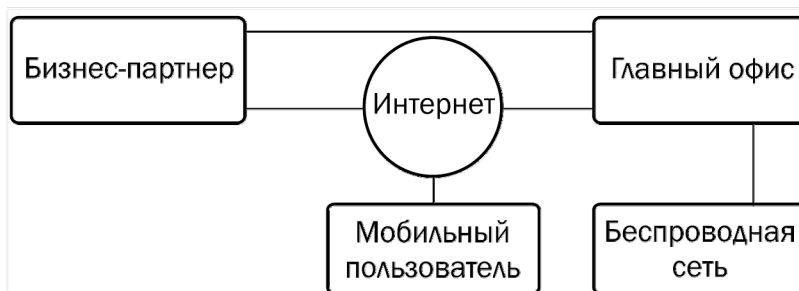 Бизнес-партнер
Главный офис
Интернет
Мобильный
пользователь
Беспроводная
сеть